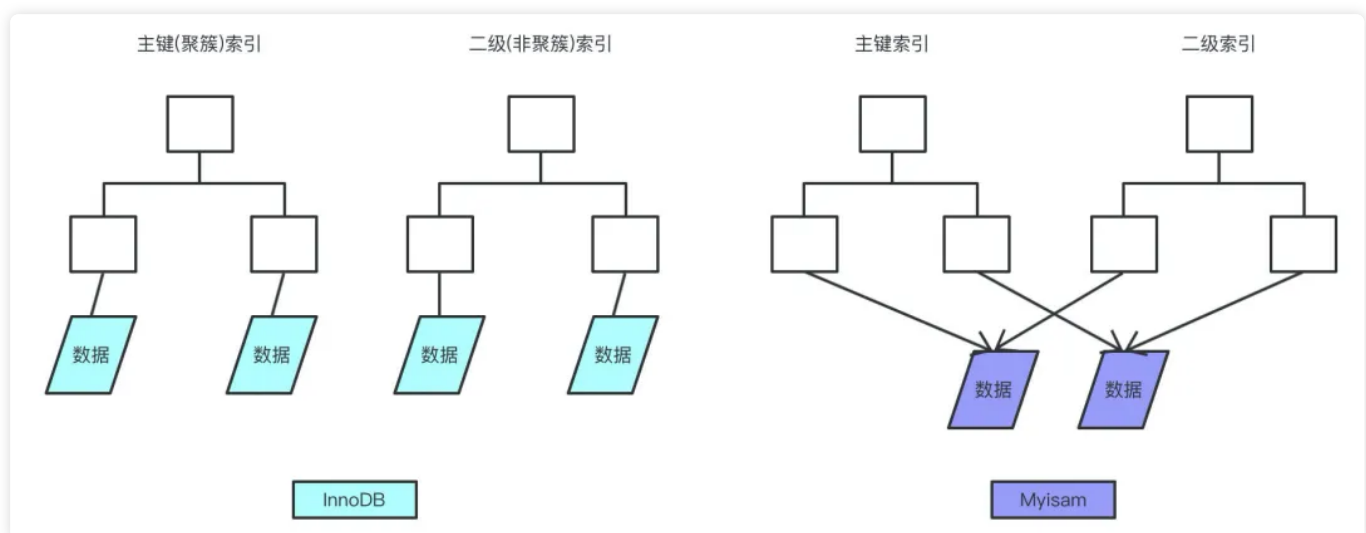 主键(聚簇)索引
二级(非聚簇)索引
主键索引
二级索引
数据
数据
数据
数据
数据
数据
InnoDB
Myisam